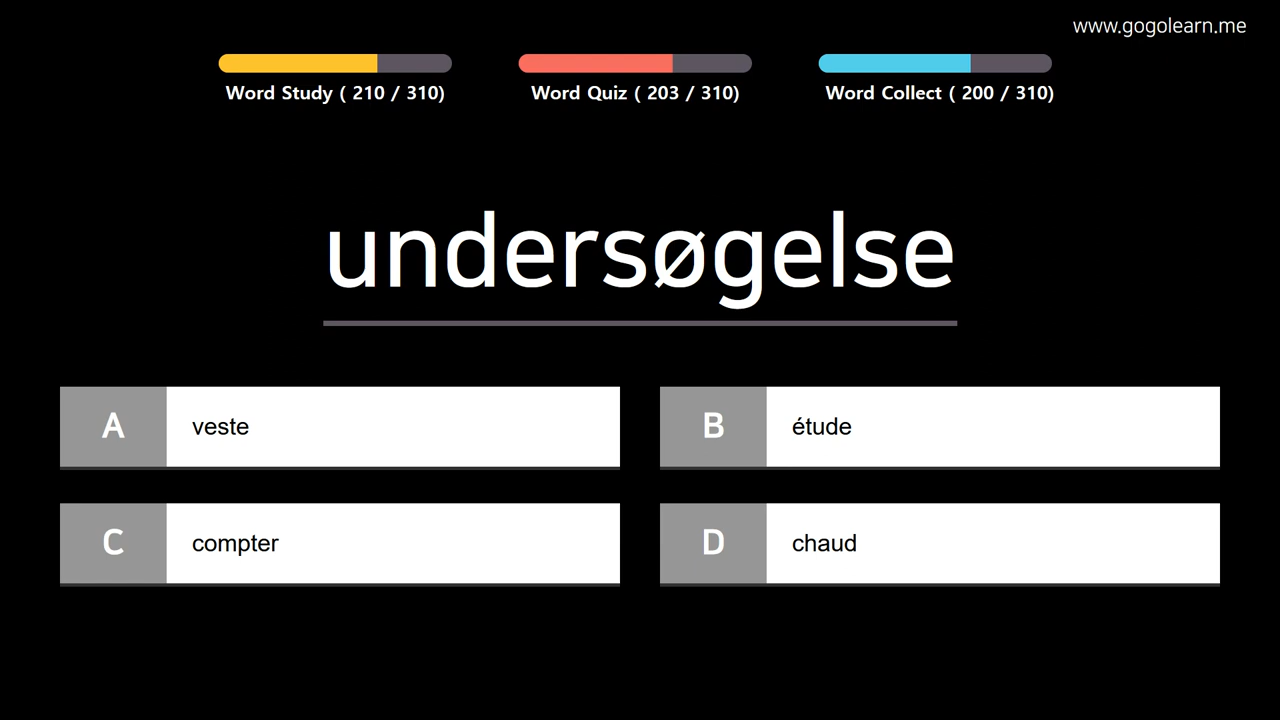 www.gogolearn.me
Word Study ( 210 / 310)
Word Quiz ( 203 / 310)
Word Collect ( 200 / 310)
undersøgelse
A veste
B étude
C compter
D chaud